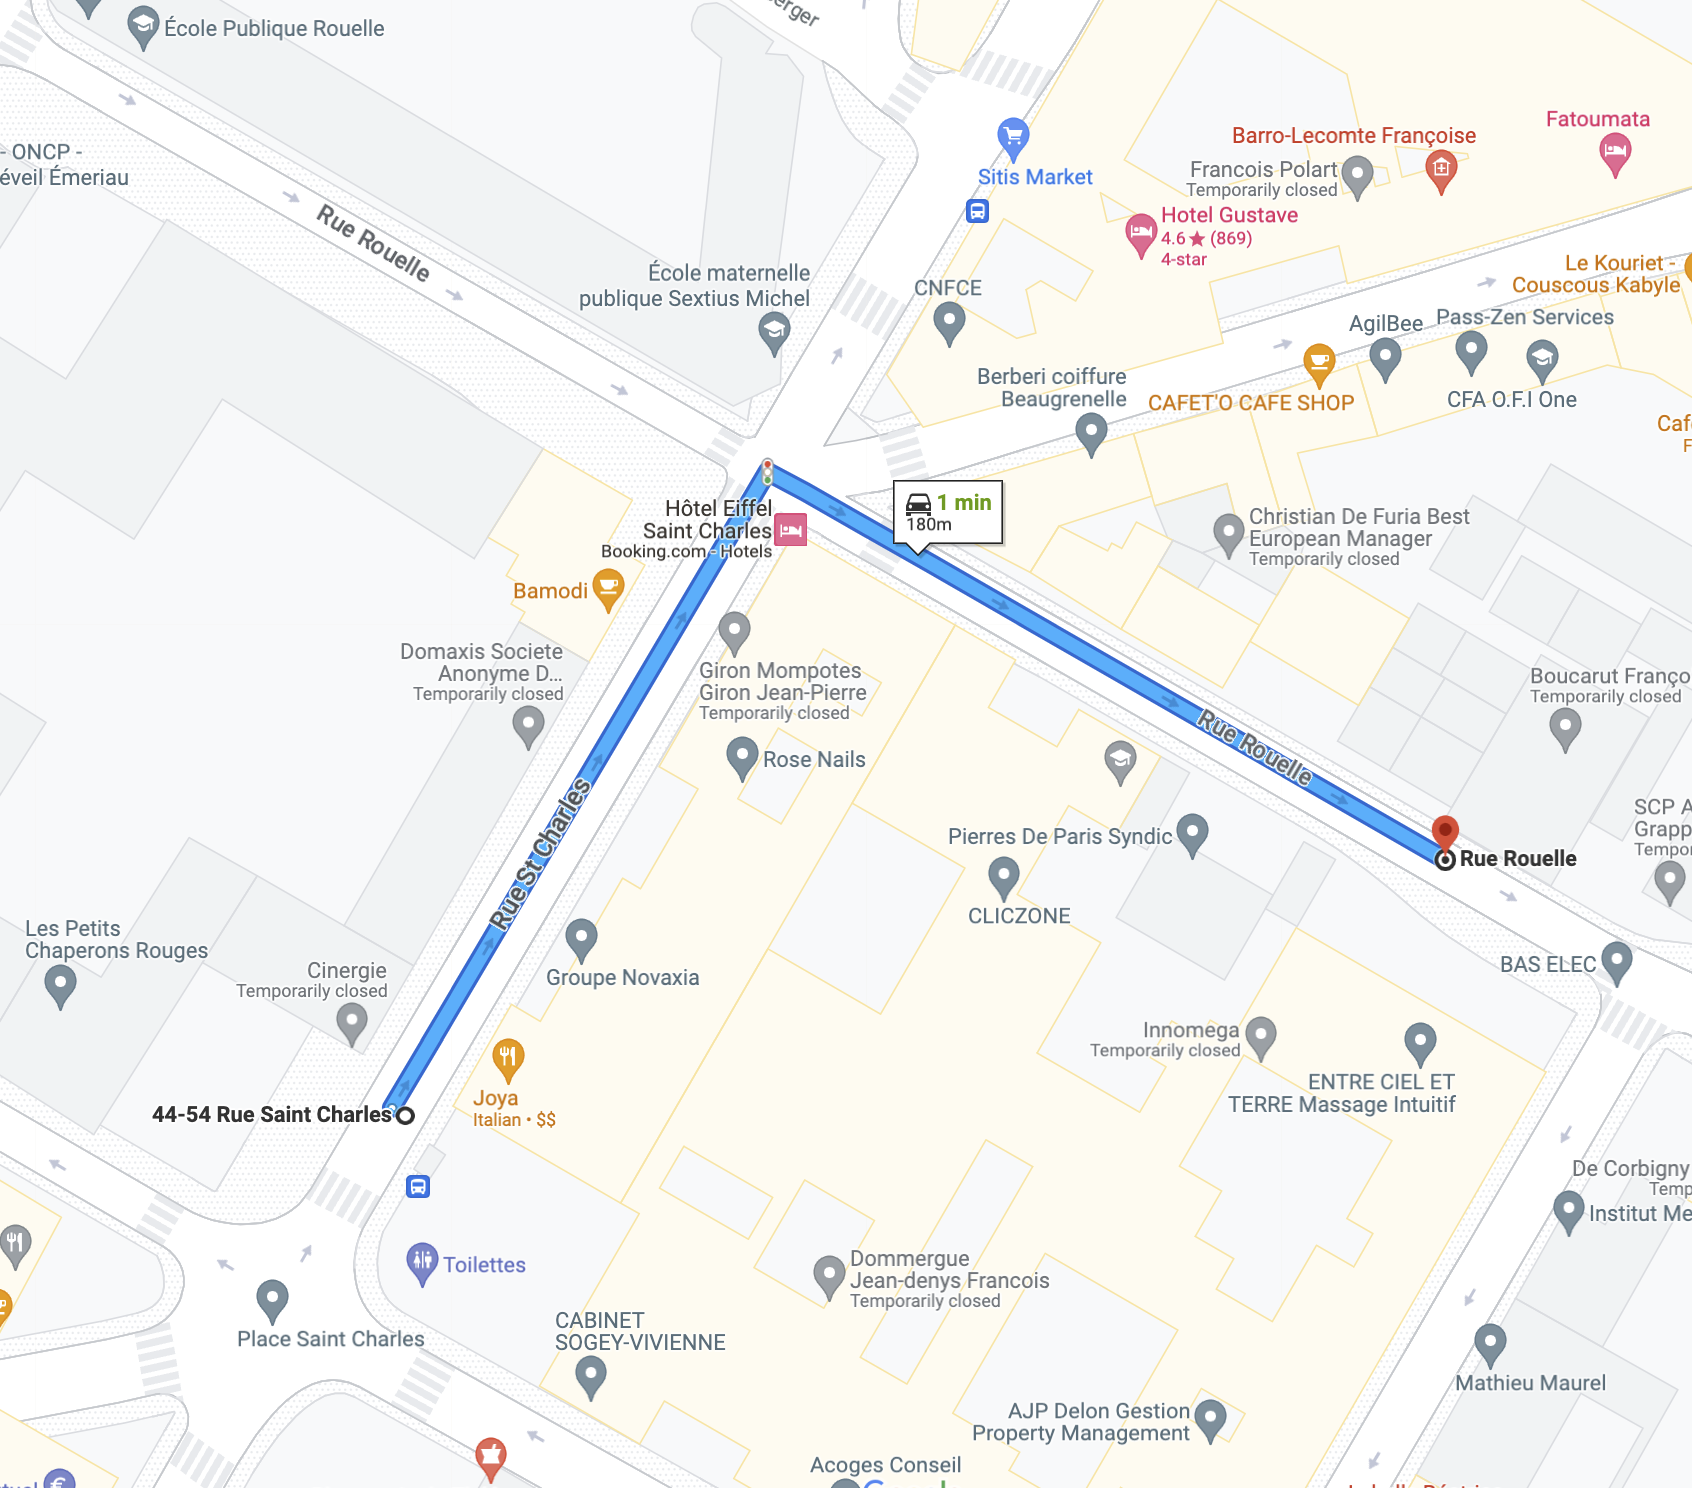 École Publique Rouelle
erger
- ONCP -
éveil Émeriau
Rue Rouelle
Sitis Market
Barro-Lecomte Françoise
Fatoumata
Francois Polart
Temporarily closed
Hotel Gustave
4.6★ (869)
4-star
École maternelle
publique Sextius Michel
CNFCE
Le Kouriet -
Couscous Kabyle
AgilBee
Pass-Zen Services
Berberi coiffure
Beaugrenelle
CAFET'O CAFE SHOP
CFA O.F.I One
Caf
F
Hôtel Eiffel
Saint Charles
Booking.com - Hotels
1 min
180m
Christian De Furia Best
European Manager
Temporarily closed
Bamodi
Domaxis Societe
Anonyme D...
Temporarily closed
Giron Mompotes
Giron Jean-Pierre
Temporarily closed
Boucarut Franço
Temporarily closed
Rue Rouelle
Rose Nails
Rue St Charles
Pierres De Paris Syndic
SCP A
Grapp
Tempor
Rue Rouelle
CLICZONE
Les Petits
Chaperons Rouges
Cinergie
Temporarily closed
Groupe Novaxia
BAS ELEC
Innomega
Temporarily closed
ENTRE CIEL ET
TERRE Massage Intuitif
Joya
Italian • $$
44-54 Rue Saint Charles
De Corbigny
Temp
Institut Me
Toilettes
Dommergue
Jean-denys Francois
Temporarily closed
Place Saint Charles
CABINET
SOGEY-VIVIENNE
Mathieu Maurel
AJP Delon Gestion
Property Management
Acoges Conseil